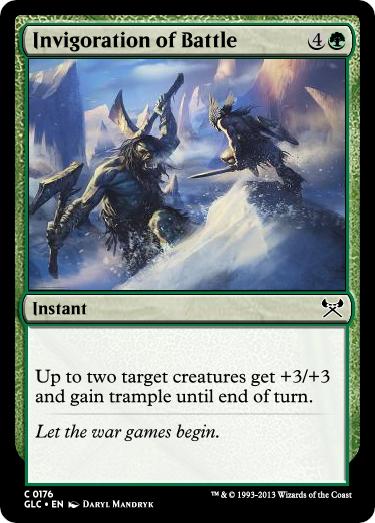 Invigoration of Battle 4
Instant
Up to two target creatures get +3/+3
and gain trample until end of turn.
Let the war games begin.
C 0176
GLC • EN Daryl Mandryk
™ & © 1993-2013 Wizards of the Coast